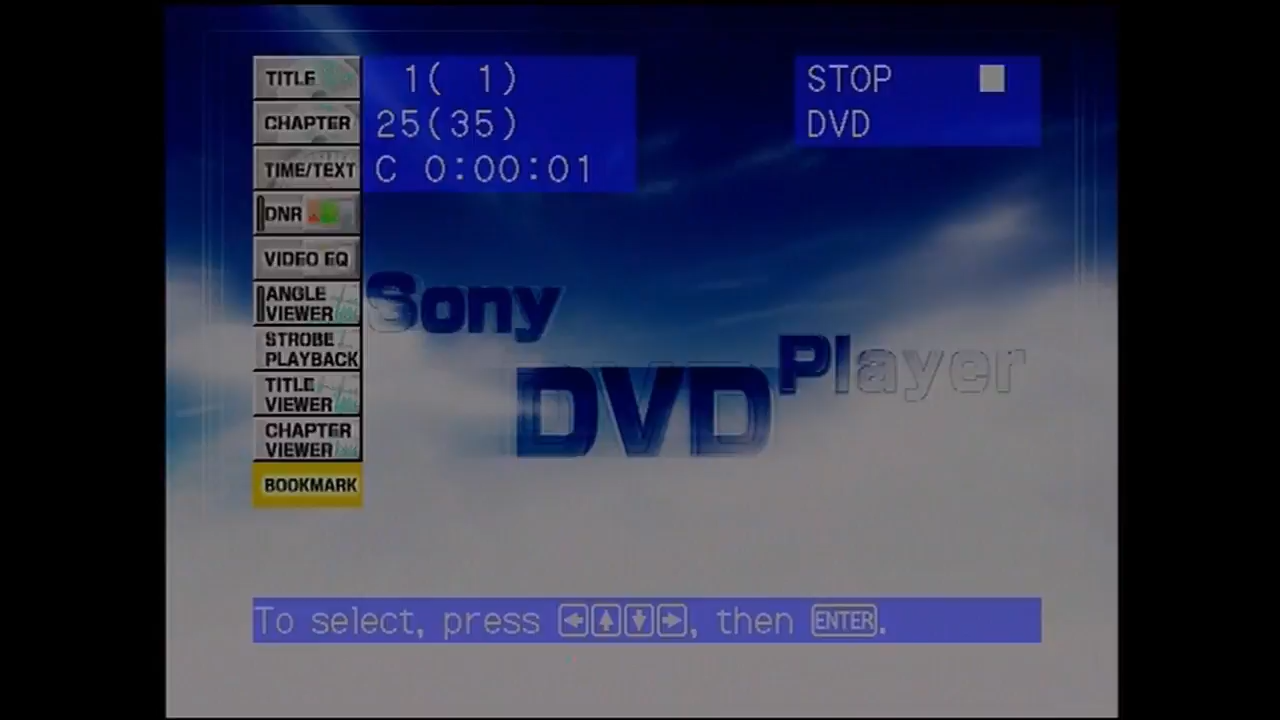 TITLE 1( 1)
CHAPTER 25(35)
TIME/TEXT C 0:00:01
STOP
DVD
DNR
VIDEO EQ
ANGLE
VIEWER
STROBE
PLAYBACK
TITLE
VIEWER
CHAPTER
VIEWER
BOOKMARK
Sony
DVD
Player
To select, press ←↑↓→, then ENTER.